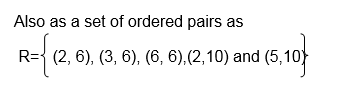 Also as a set of ordered pairs as
R={ (2, 6), (3, 6), (6, 6),(2,10) and (5,10}